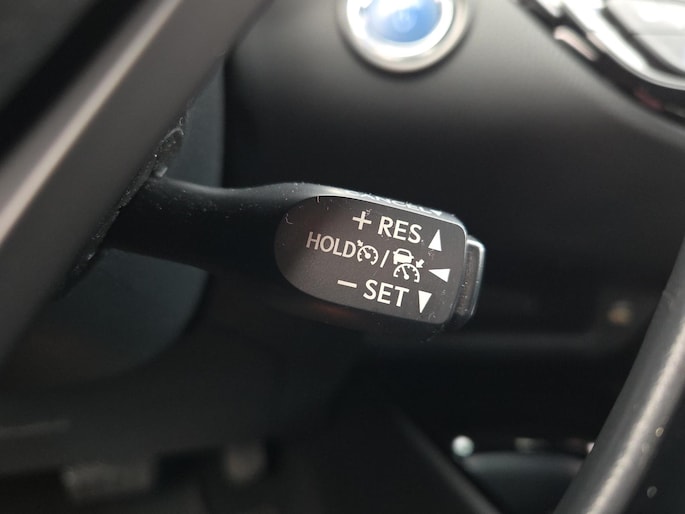 + RES ▲
HOLD /
− SET ▼